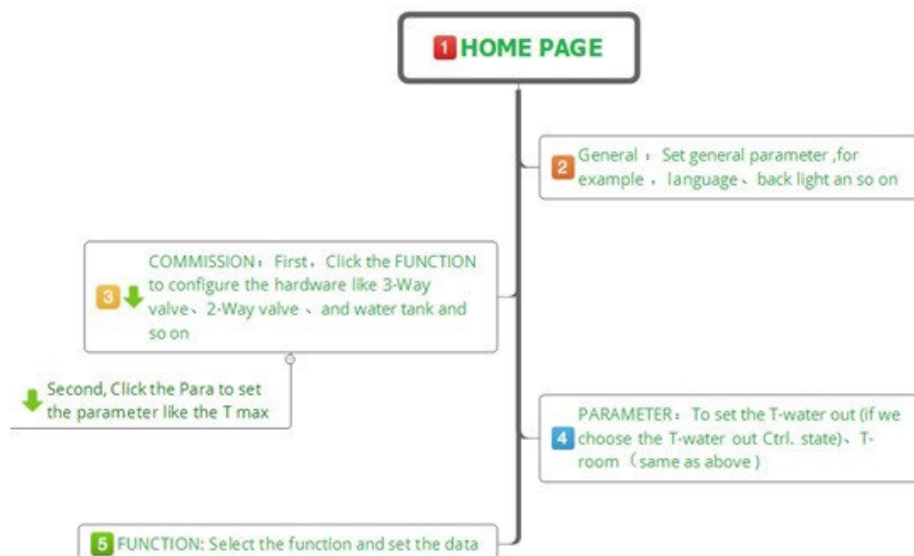 1 HOME PAGE
2 General： Set general parameter ,for
example ，language、back light an so on
3 COMMISSION：First，Click the FUNCTION
to configure the hardware like 3-Way
valve、2-Way valve 、and water tank and
so on
Second, Click the Para to set
the parameter like the T max
4 PARAMETER：To set the T-water out (if we
choose the T-water out Ctrl. state)、T-
room（same as above）
5 FUNCTION: Select the function and set the data